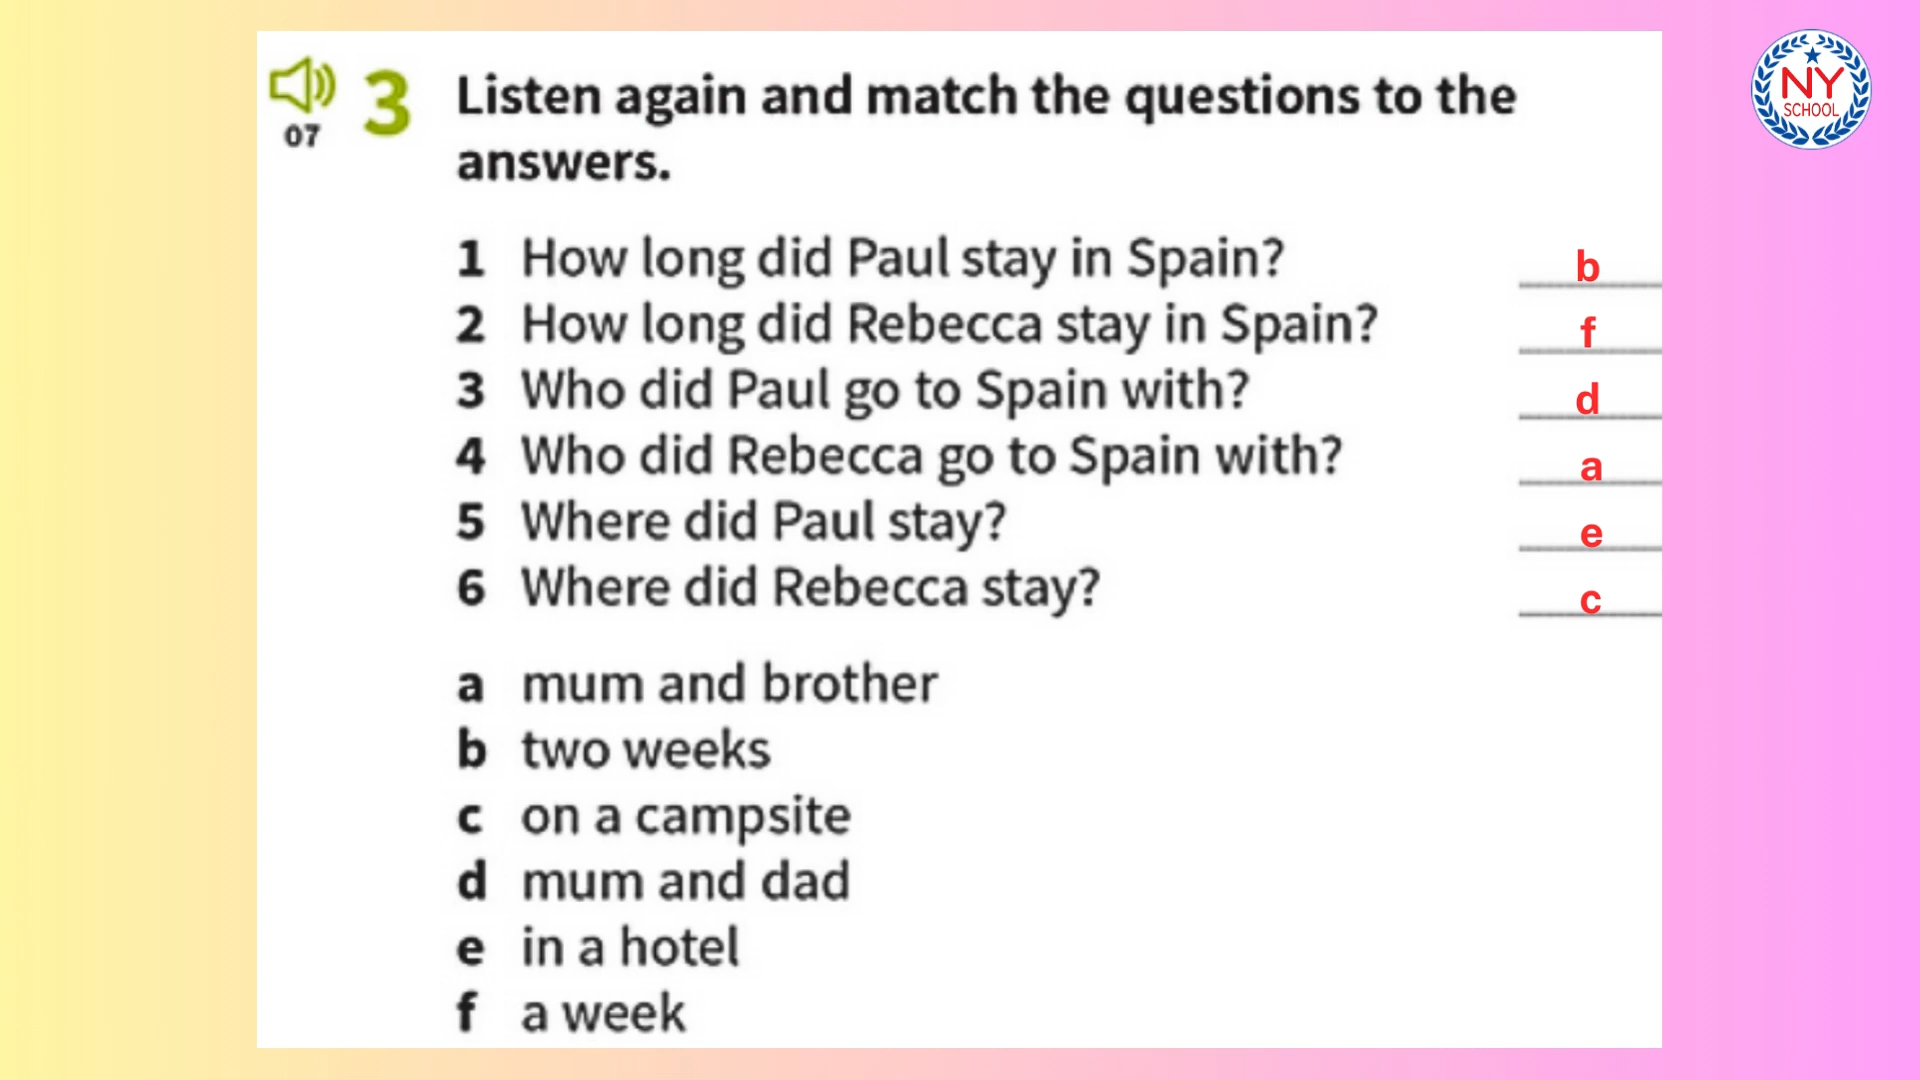 3 Listen again and match the questions to the
answers.
07
NY
SCHOOL
1 How long did Paul stay in Spain? b
2 How long did Rebecca stay in Spain? f
3 Who did Paul go to Spain with? d
4 Who did Rebecca go to Spain with? a
5 Where did Paul stay? e
6 Where did Rebecca stay? c
a mum and brother
b two weeks
c on a campsite
d mum and dad
e in a hotel
f a week